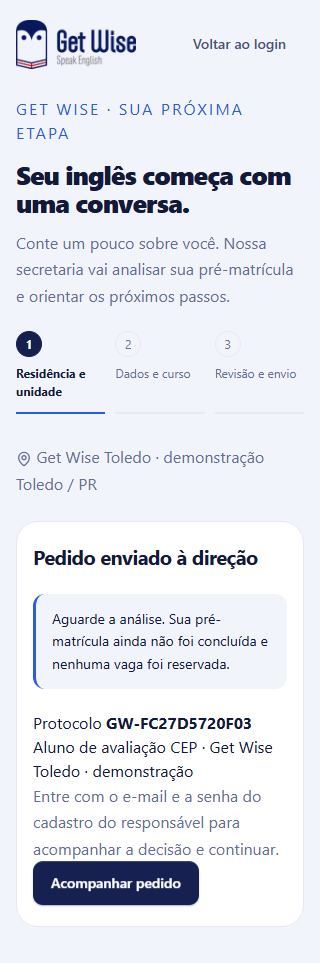 Get Wise
Speak English
Voltar ao login
GET WISE · SUA PRÓXIMA
ETAPA
Seu inglês começa com
uma conversa.
Conte um pouco sobre você. Nossa
secretaria vai analisar sua pré-matrícula
e orientar os próximos passos.
1
Residência e
unidade
2
Dados e curso
3
Revisão e envio
Get Wise Toledo · demonstração
Toledo / PR
Pedido enviado à direção
Aguarde a análise. Sua pré-
matrícula ainda não foi concluída e
nenhuma vaga foi reservada.
Protocolo GW-FC27D5720F03
Aluno de avaliação CEP · Get Wise
Toledo · demonstração
Entre com o e-mail e a senha do
cadastro do responsável para
acompanhar a decisão e continuar.
Acompanhar pedido